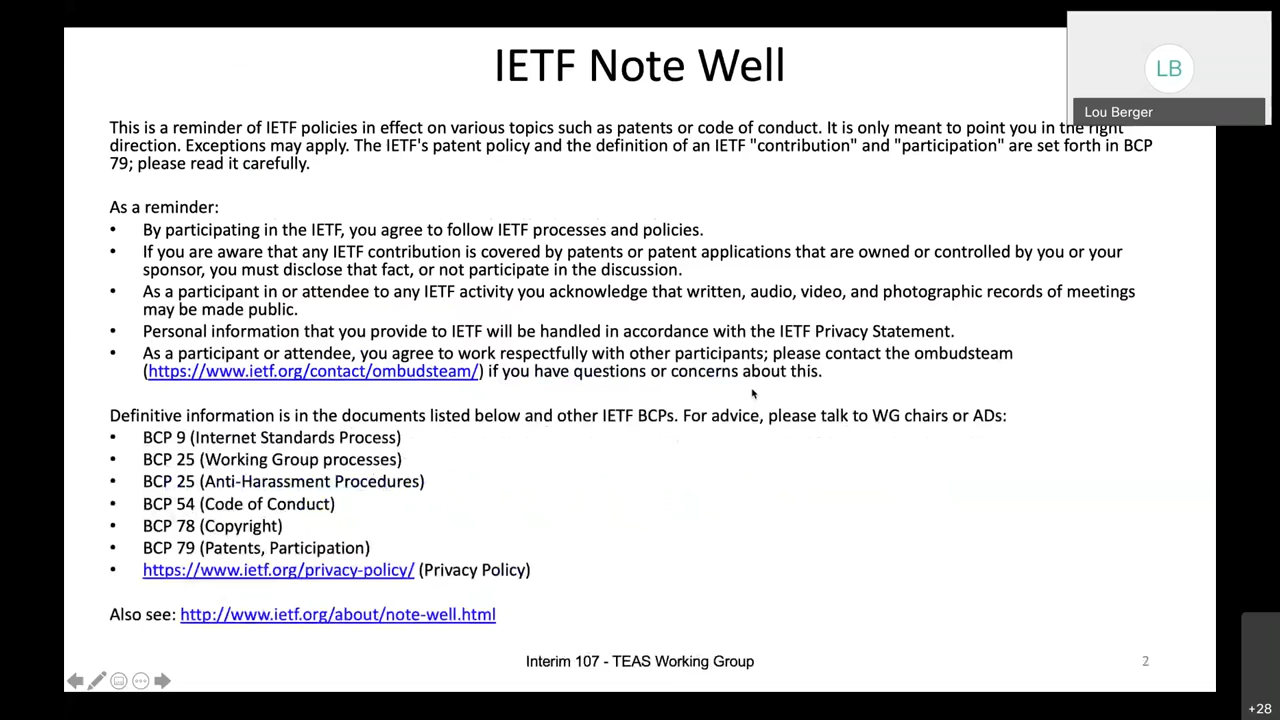 IETF Note Well
LB
Lou Berger
This is a reminder of IETF policies in effect on various topics such as patents or code of conduct. It is only meant to point you in the right
direction. Exceptions may apply. The IETF's patent policy and the definition of an IETF "contribution" and "participation" are set forth in BCP
79; please read it carefully.
As a reminder:
• By participating in the IETF, you agree to follow IETF processes and policies.
• If you are aware that any IETF contribution is covered by patents or patent applications that are owned or controlled by you or your
sponsor, you must disclose that fact, or not participate in the discussion.
• As a participant in or attendee to any IETF activity you acknowledge that written, audio, video, and photographic records of meetings
may be made public.
• Personal information that you provide to IETF will be handled in accordance with the IETF Privacy Statement.
• As a participant or attendee, you agree to work respectfully with other participants; please contact the ombudsteam
(https://www.ietf.org/contact/ombudsteam/) if you have questions or concerns about this.
Definitive information is in the documents listed below and other IETF BCPs. For advice, please talk to WG chairs or ADs:
• BCP 9 (Internet Standards Process)
• BCP 25 (Working Group processes)
• BCP 25 (Anti-Harassment Procedures)
• BCP 54 (Code of Conduct)
• BCP 78 (Copyright)
• BCP 79 (Patents, Participation)
• https://www.ietf.org/privacy-policy/ (Privacy Policy)
Also see: http://www.ietf.org/about/note-well.html
Interim 107 - TEAS Working Group
2
+28